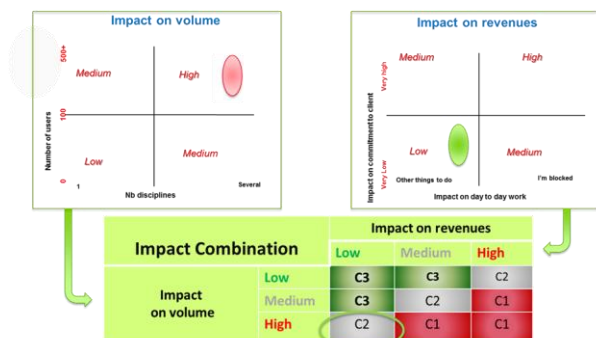 Impact on volume
500+
Medium
High
Number of users
100
Low
Medium
0
1
Several
Nb disciplines
Impact on revenues
Medium
High
Very high
Impact on commitment to client
Low
Medium
Very Low
Other things to do
I'm blocked
Impact on day to day work
Impact Combination
Impact on revenues
Low Medium High
Impact
on volume
Low C3 C3 C2
Medium C3 C2 C1
High C2 C1 C1